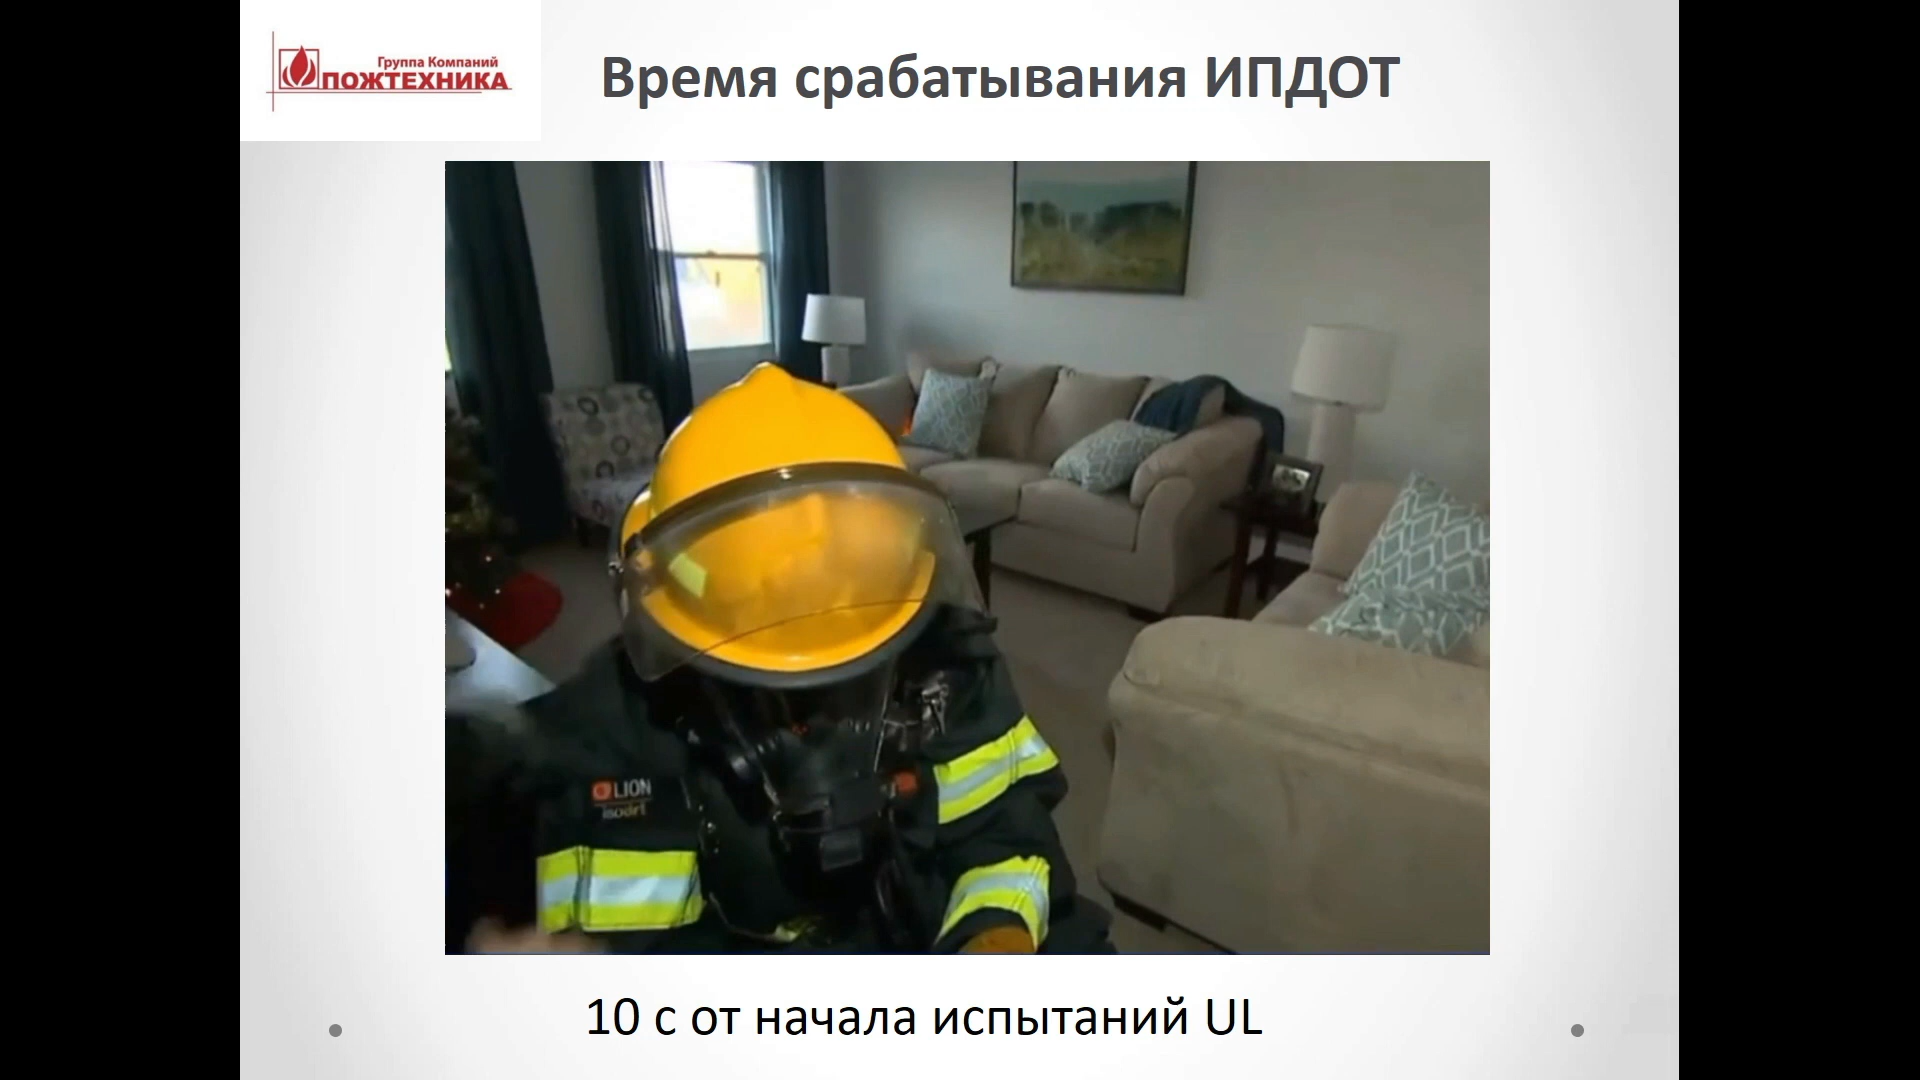 Группа Компаний
ПОЖТЕХНИКА
Время срабатывания ИПДОТ
LION
isodri
10 с от начала испытаний UL